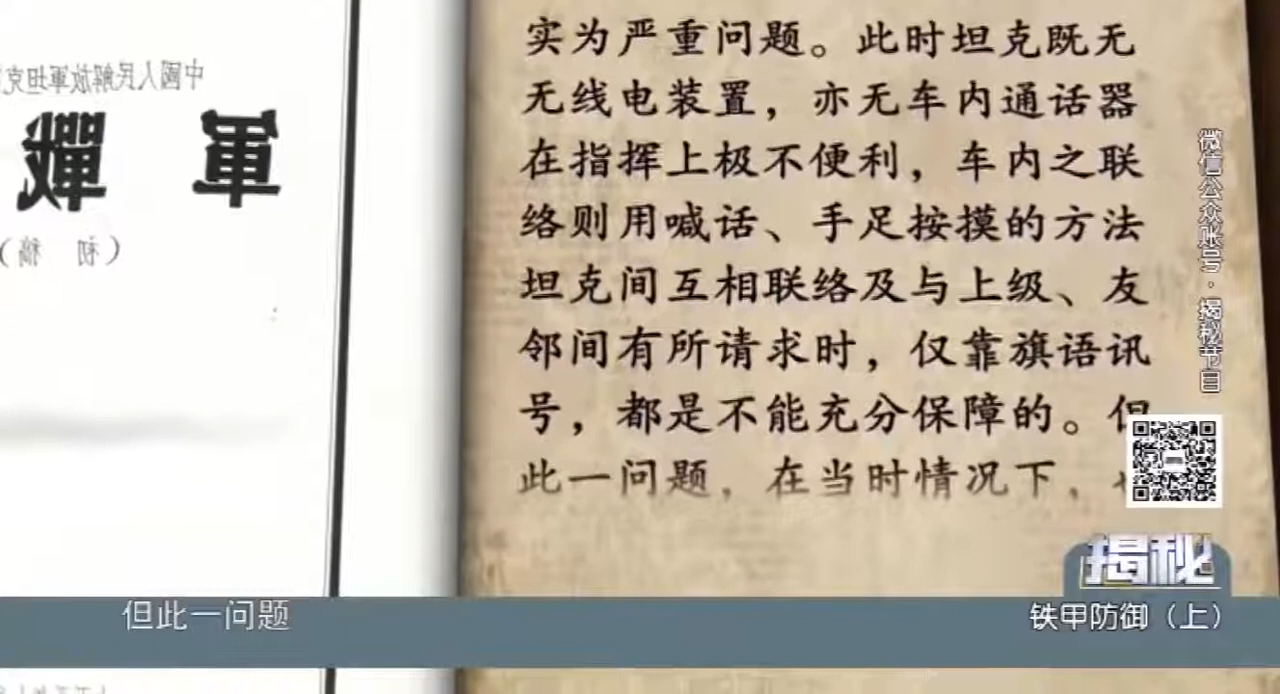 中國人民解放軍坦克
軍戰
（初稿）
实为严重问题。此时坦克既无
无线电装置，亦无车内通话器
在指挥上极不便利，车内之联
络则用喊话、手足按摸的方法
坦克间互相联络及与上级、友
邻间有所请求时，仅靠旗语讯
号，都是不能充分保障的。但
此一问题，在当时情况下，
微信公众账号·揭秘节目
揭秘
但此一问题
铁甲防御（上）